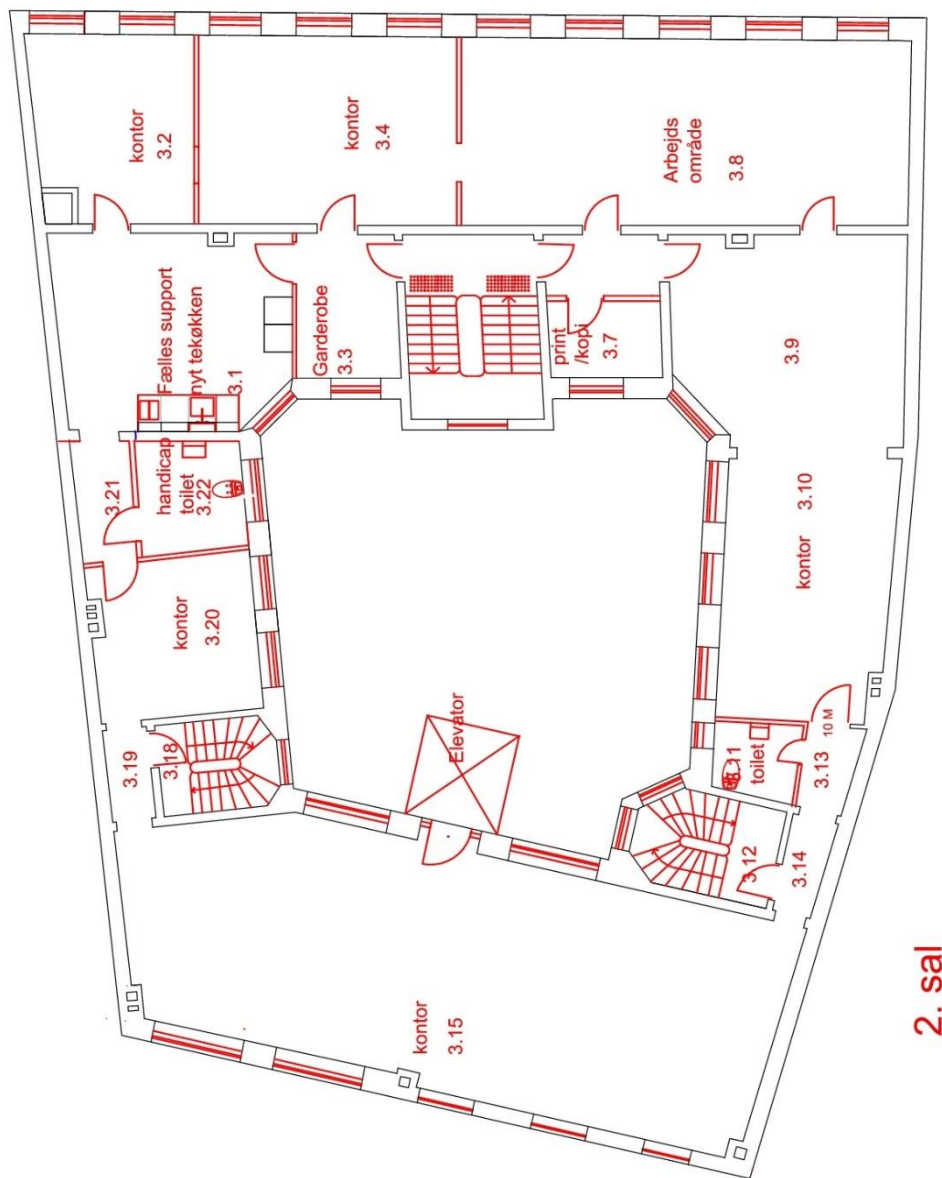 kontor
3.2
kontor
3.4
Arbejds
område
3.8
Fælles support
nyt tekøkken
3.1
Garderobe
3.3
print
/kopi
3.7
3.9
3.21
handicap
toilet
3.22
kontor
3.10
kontor
3.20
3.19
3.18
Elevator
3.11
toilet
3.13
10 M
3.12
3.14
kontor
3.15
2. sal